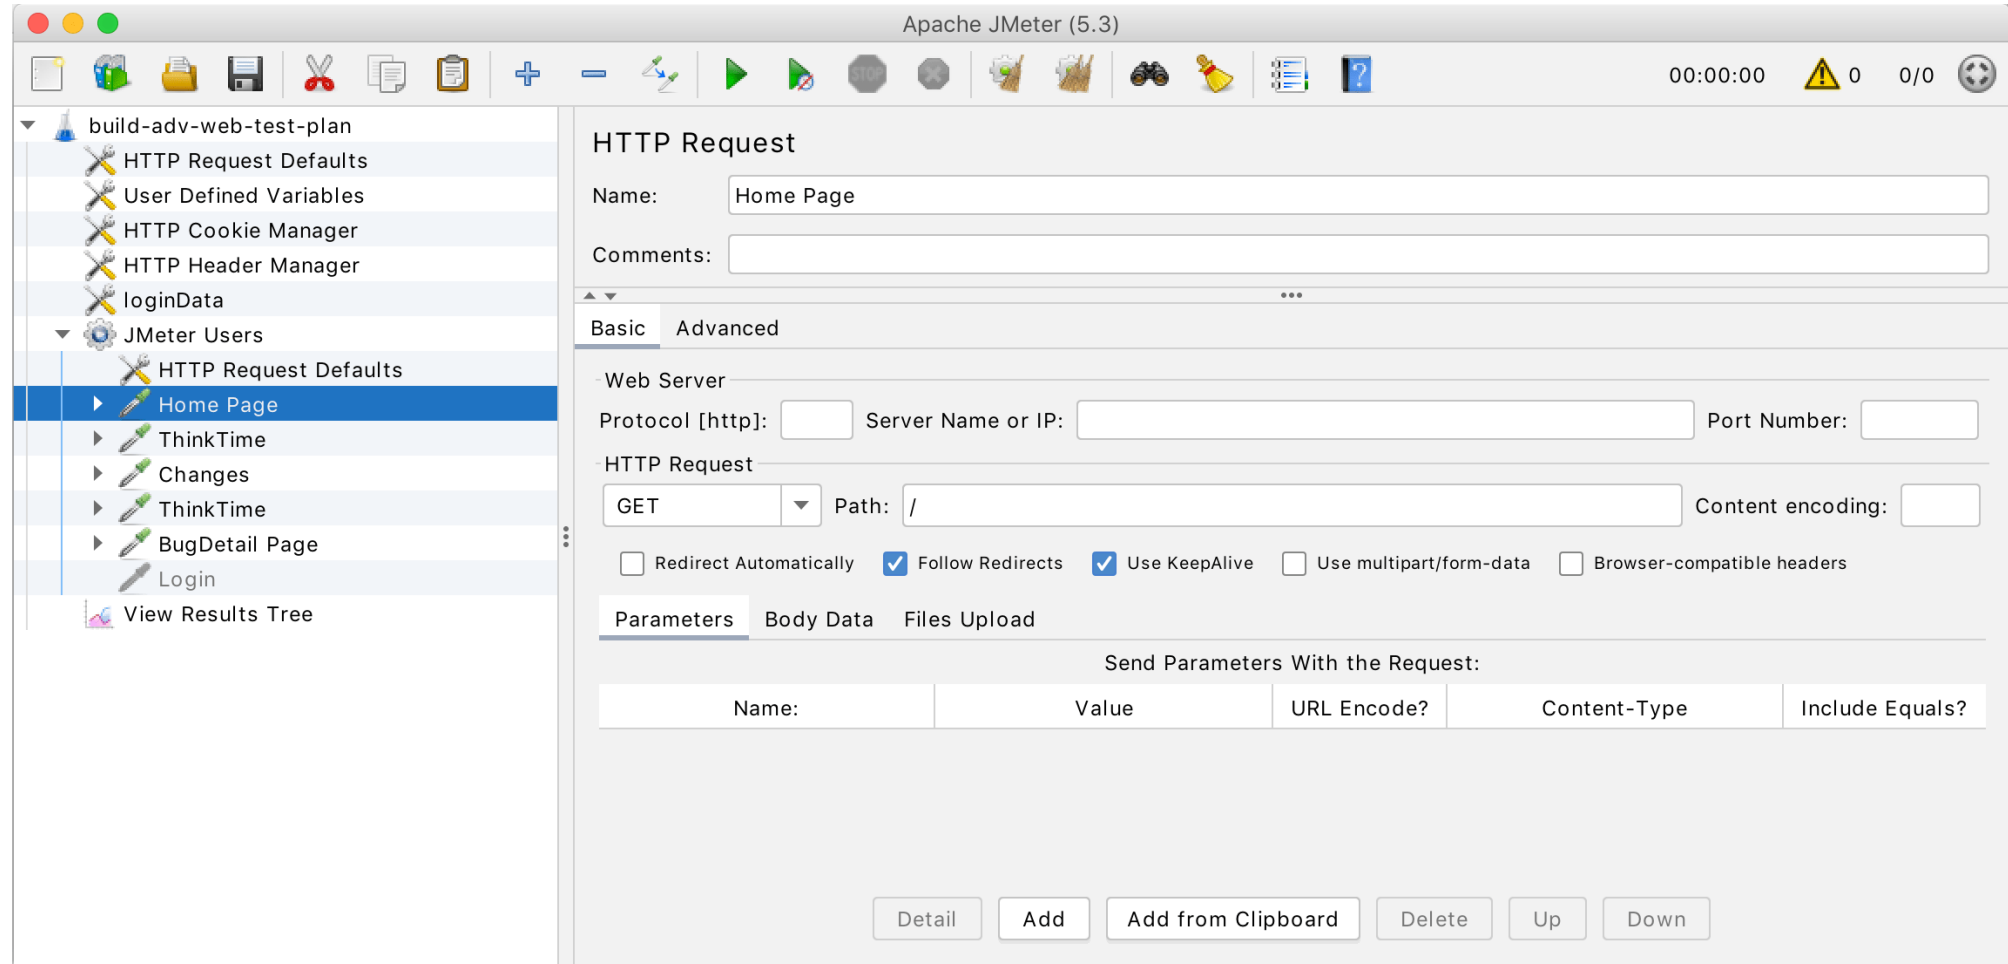 Apache JMeter (5.3)
STOP
?
00:00:00
0
0/0
build-adv-web-test-plan
HTTP Request Defaults
User Defined Variables
HTTP Cookie Manager
HTTP Header Manager
loginData
JMeter Users
HTTP Request Defaults
Home Page
ThinkTime
Changes
ThinkTime
BugDetail Page
Login
View Results Tree
HTTP Request
Name: Home Page
Comments:
Basic Advanced
Web Server
Protocol [http]: Server Name or IP: Port Number:
HTTP Request
GET Path: / Content encoding:
Redirect Automatically Follow Redirects Use KeepAlive Use multipart/form-data Browser-compatible headers
Parameters Body Data Files Upload
Send Parameters With the Request:
Name: Value URL Encode? Content-Type Include Equals?
Detail Add Add from Clipboard Delete Up Down